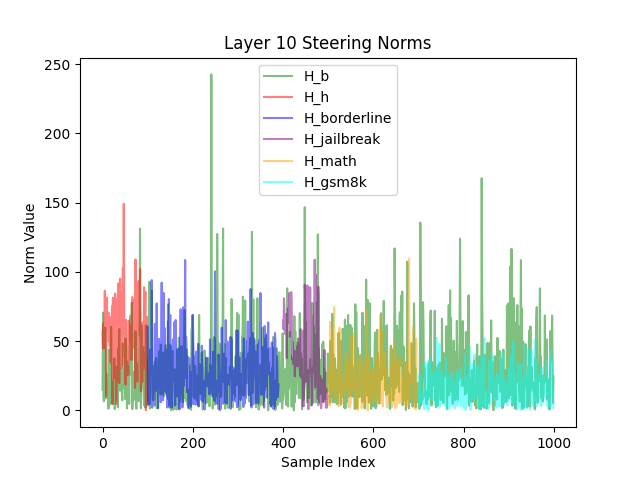 Layer 10 Steering Norms
250
200
150
100
50
0
Norm Value
H_b
H_h
H_borderline
H_jailbreak
H_math
H_gsm8k
0
200
400
600
800
1000
Sample Index